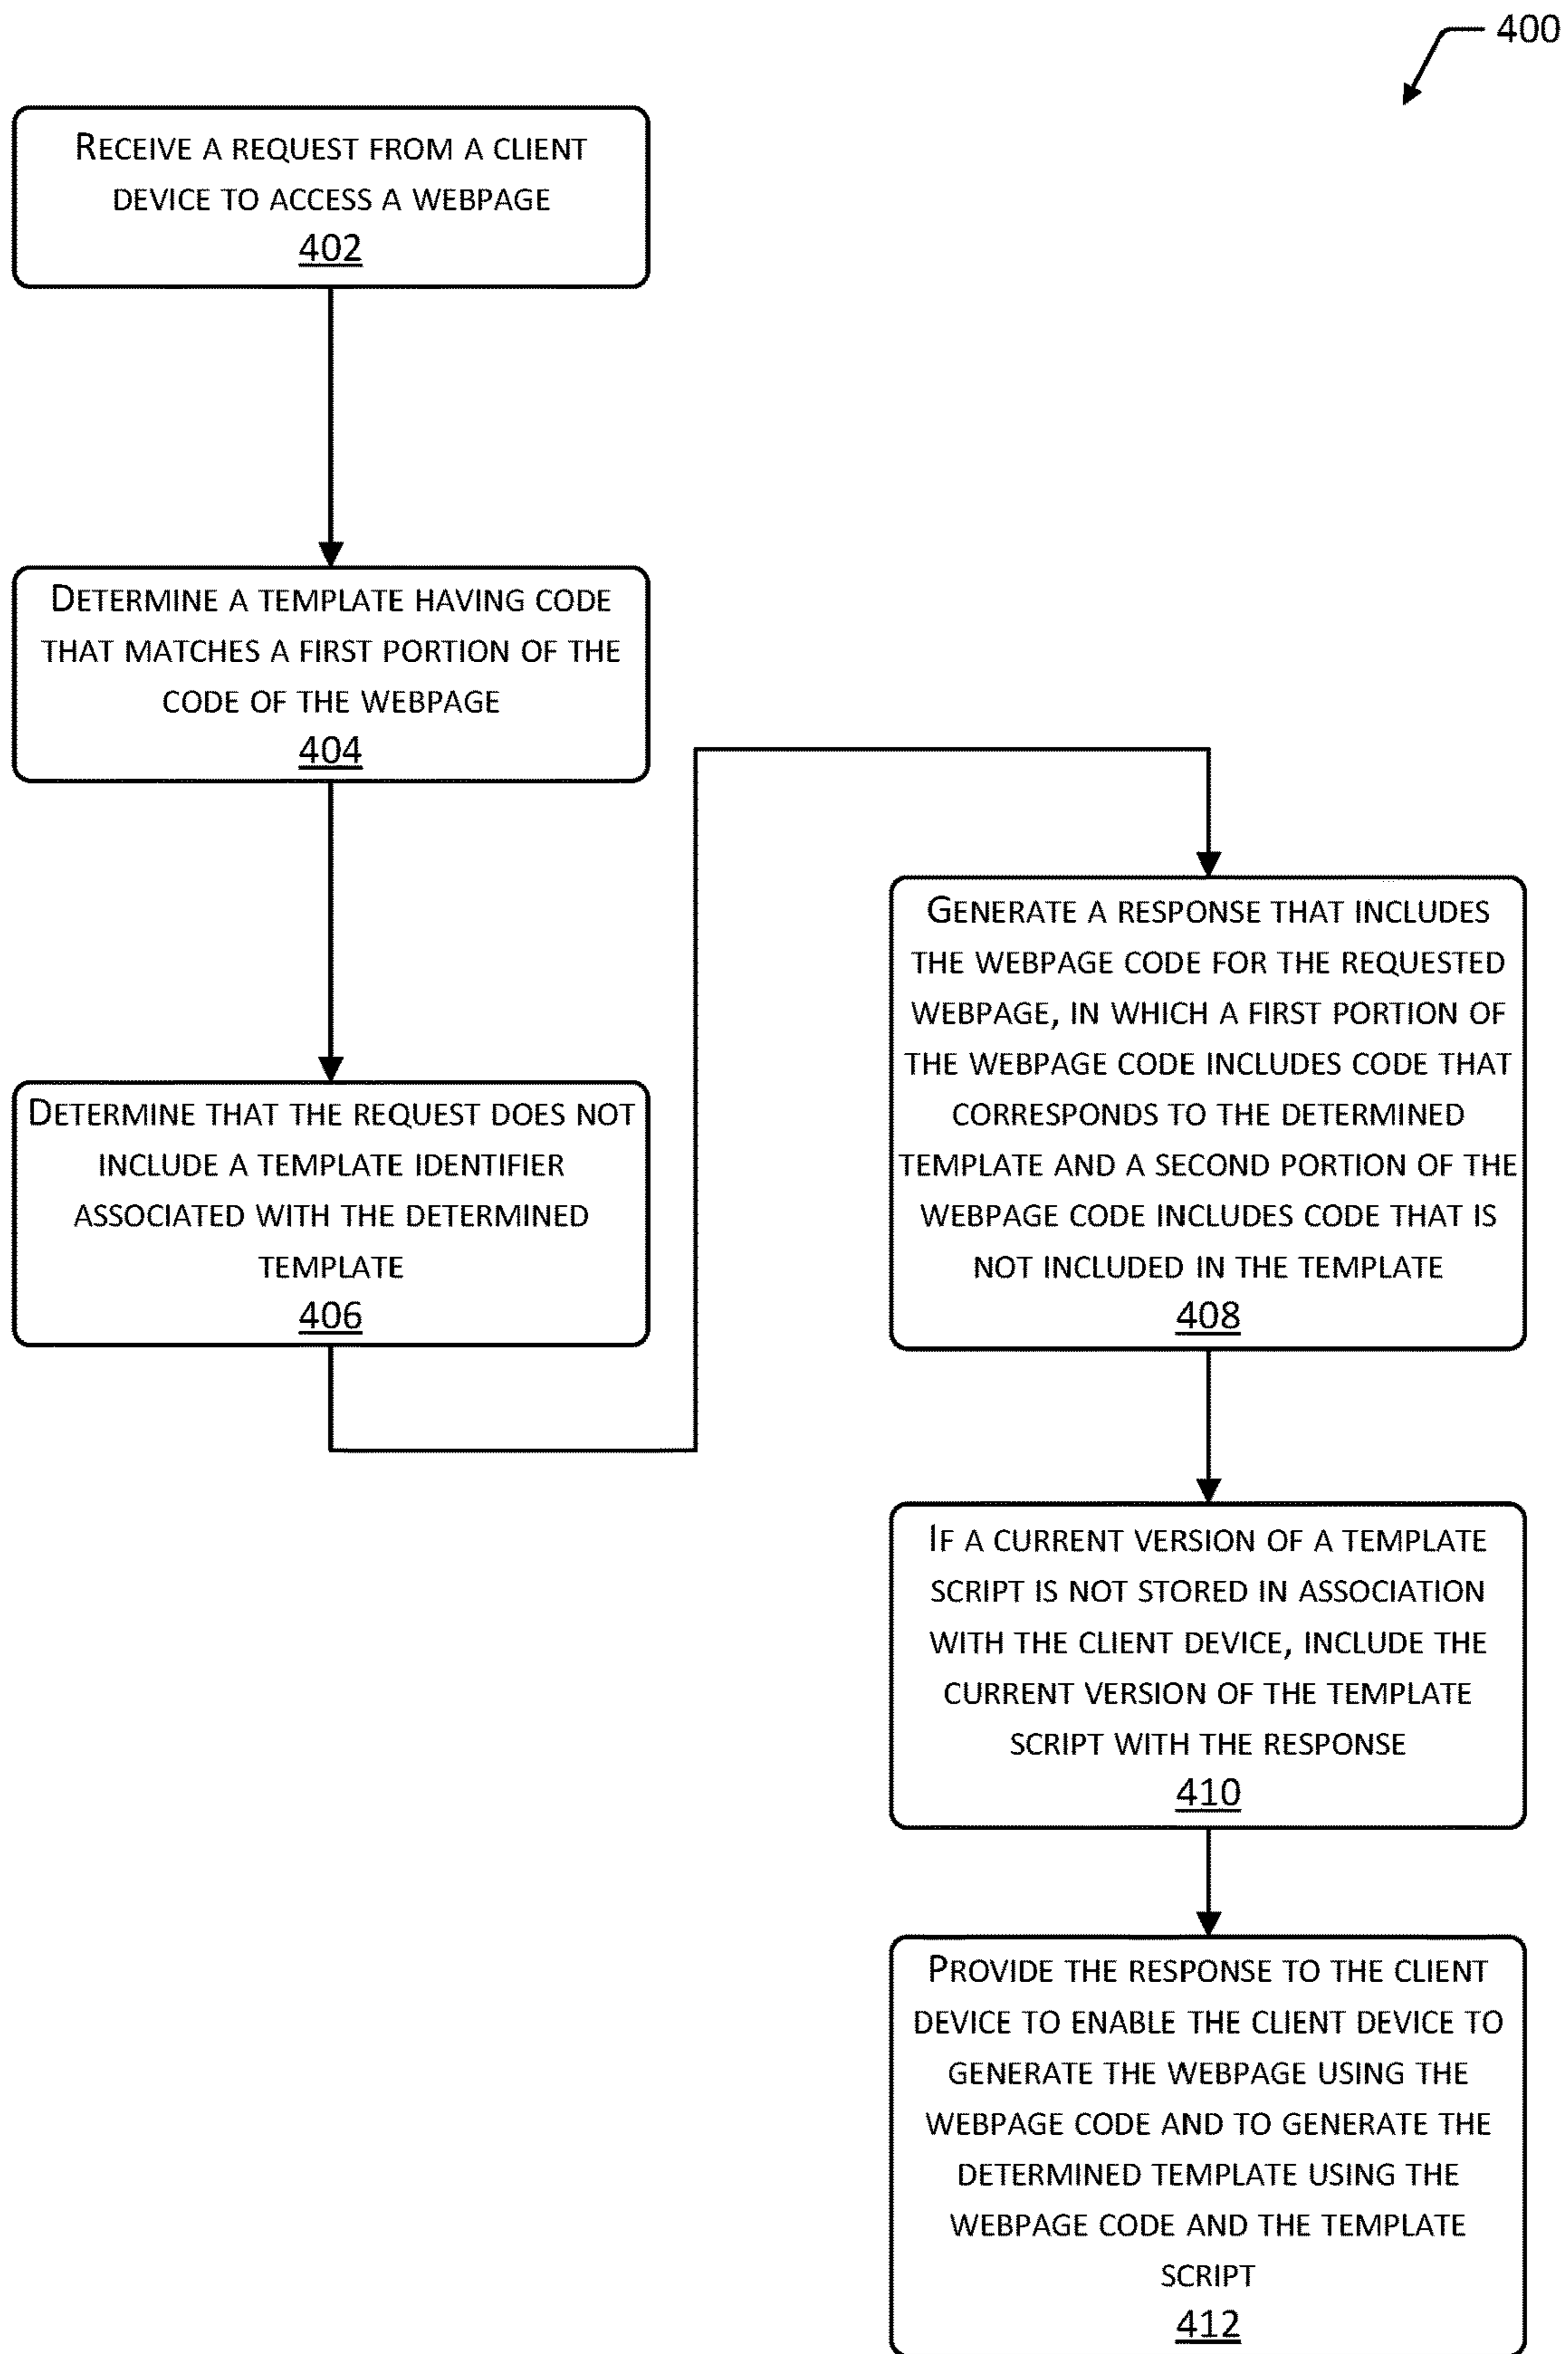 400
RECEIVE A REQUEST FROM A CLIENT
DEVICE TO ACCESS A WEBPAGE
402
DETERMINE A TEMPLATE HAVING CODE
THAT MATCHES A FIRST PORTION OF THE
CODE OF THE WEBPAGE
404
DETERMINE THAT THE REQUEST DOES NOT
INCLUDE A TEMPLATE IDENTIFIER
ASSOCIATED WITH THE DETERMINED
TEMPLATE
406
GENERATE A RESPONSE THAT INCLUDES
THE WEBPAGE CODE FOR THE REQUESTED
WEBPAGE, IN WHICH A FIRST PORTION OF
THE WEBPAGE CODE INCLUDES CODE THAT
CORRESPONDS TO THE DETERMINED
TEMPLATE AND A SECOND PORTION OF THE
WEBPAGE CODE INCLUDES CODE THAT IS
NOT INCLUDED IN THE TEMPLATE
408
IF A CURRENT VERSION OF A TEMPLATE
SCRIPT IS NOT STORED IN ASSOCIATION
WITH THE CLIENT DEVICE, INCLUDE THE
CURRENT VERSION OF THE TEMPLATE
SCRIPT WITH THE RESPONSE
410
PROVIDE THE RESPONSE TO THE CLIENT
DEVICE TO ENABLE THE CLIENT DEVICE TO
GENERATE THE WEBPAGE USING THE
WEBPAGE CODE AND TO GENERATE THE
DETERMINED TEMPLATE USING THE
WEBPAGE CODE AND THE TEMPLATE
SCRIPT
412